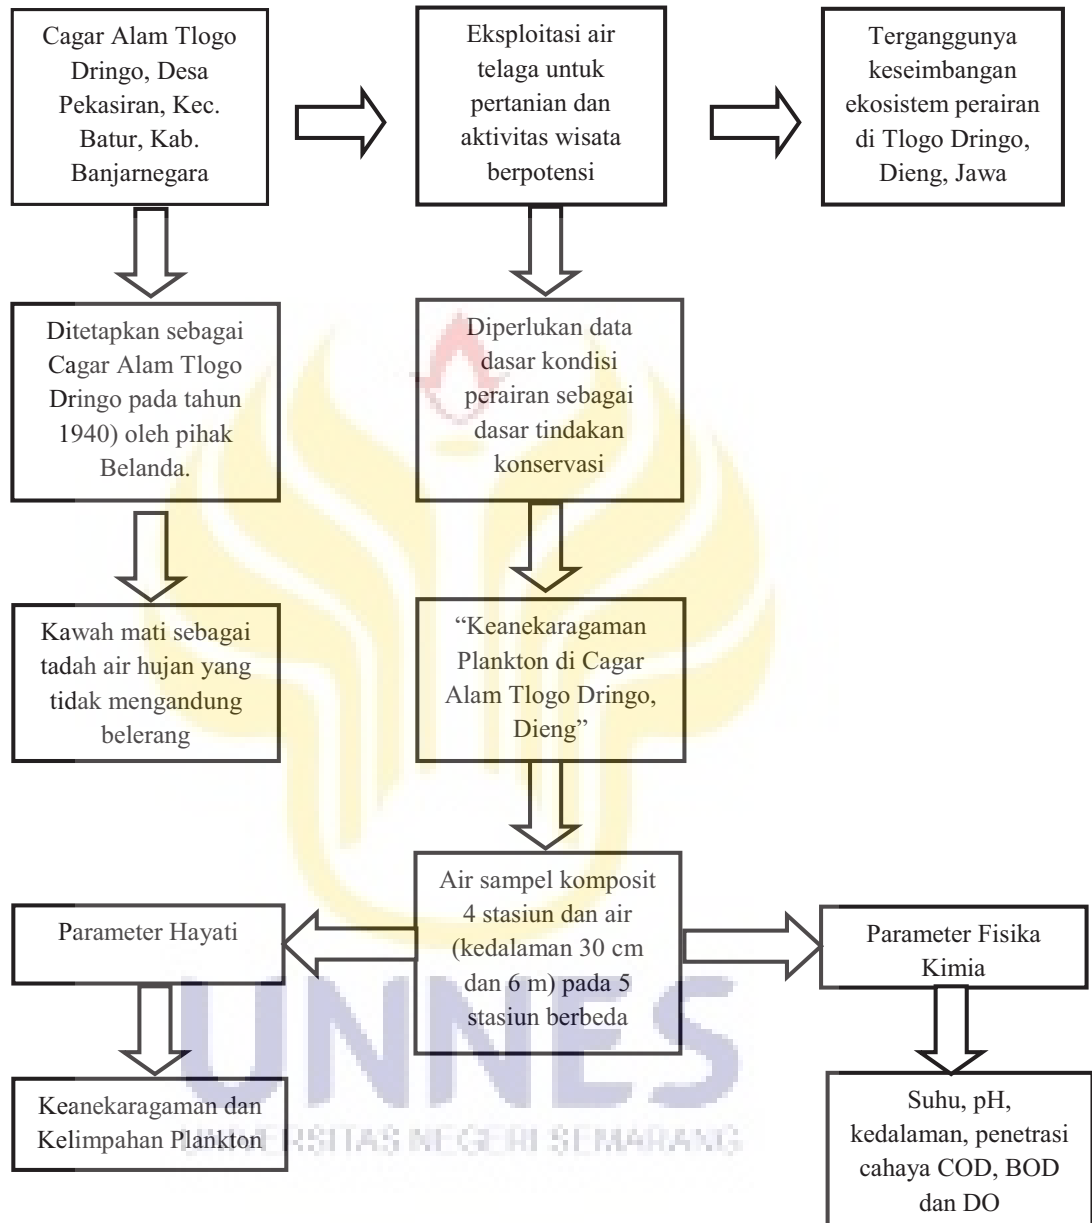 Cagar Alam Tlogo
Dringo, Desa
Pekasiran, Kec.
Batur, Kab.
Banjarnegara
Eksploitasi air
telaga untuk
pertanian dan
aktivitas wisata
berpotensi
Terganggunya
keseimbangan
ekosistem perairan
di Tlogo Dringo,
Dieng, Jawa
Ditetapkan sebagai
Cagar Alam Tlogo
Dringo pada tahun
1940) oleh pihak
Belanda.
Diperlukan data
dasar kondisi
perairan sebagai
dasar tindakan
konservasi
Kawah mati sebagai
tadah air hujan yang
tidak mengandung
belerang
“Keanekaragaman
Plankton di Cagar
Alam Tlogo Dringo,
Dieng”
Air sampel komposit
4 stasiun dan air
(kedalaman 30 cm
dan 6 m) pada 5
stasiun berbeda
Parameter Hayati
Parameter Fisika
Kimia
Keanekaragaman dan
Kelimpahan Plankton
Suhu, pH,
kedalaman, penetrasi
cahaya COD, BOD
dan DO
UNNES
UNIVERSITAS NEGERI SEMARANG